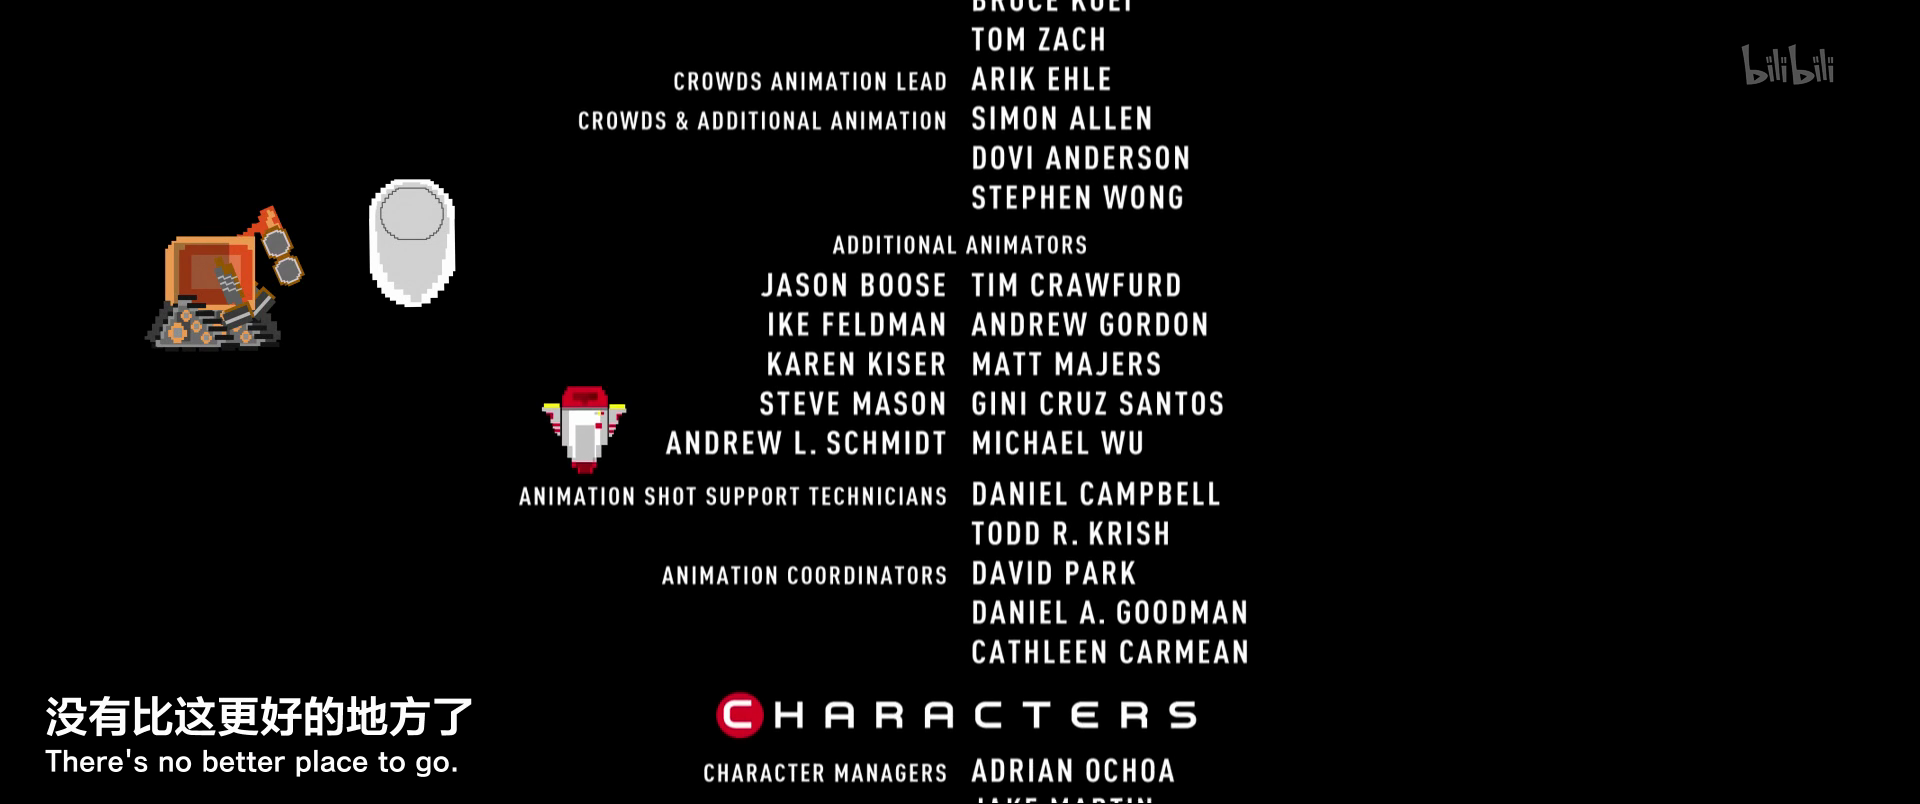 TOM ZACH
bilibili
CROWDS ANIMATION LEAD ARIK EHLE
CROWDS & ADDITIONAL ANIMATION SIMON ALLEN
DOVI ANDERSON
STEPHEN WONG
ADDITIONAL ANIMATORS
JASON BOOSE TIM CRAWFURD
IKE FELDMAN ANDREW GORDON
KAREN KISER MATT MAJERS
STEVE MASON GINI CRUZ SANTOS
ANDREW L. SCHMIDT MICHAEL WU
ANIMATION SHOT SUPPORT TECHNICIANS DANIEL CAMPBELL
TODD R. KRISH
ANIMATION COORDINATORS DAVID PARK
DANIEL A. GOODMAN
CATHLEEN CARMEAN
CHARACTERS
CHARACTER MANAGERS ADRIAN OCHOA
没有比这更好的地方了
There's no better place to go.